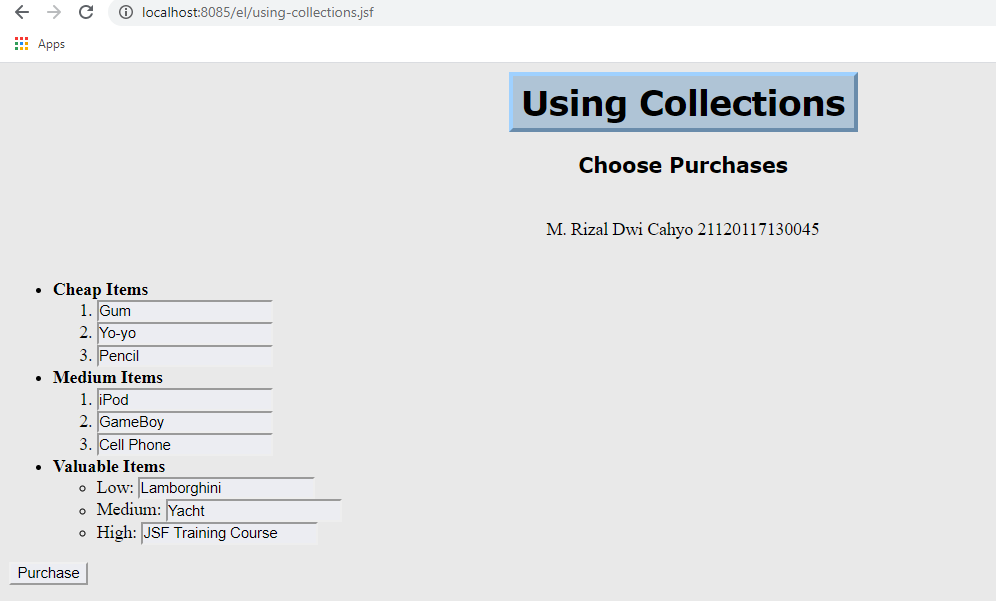 localhost:8085/el/using-collections.jsf
Apps
Using Collections
Choose Purchases
M. Rizal Dwi Cahyo 21120117130045
• Cheap Items
1. Gum
2. Yo-yo
3. Pencil
• Medium Items
1. iPod
2. GameBoy
3. Cell Phone
• Valuable Items
◦ Low: Lamborghini
◦ Medium: Yacht
◦ High: JSF Training Course
Purchase